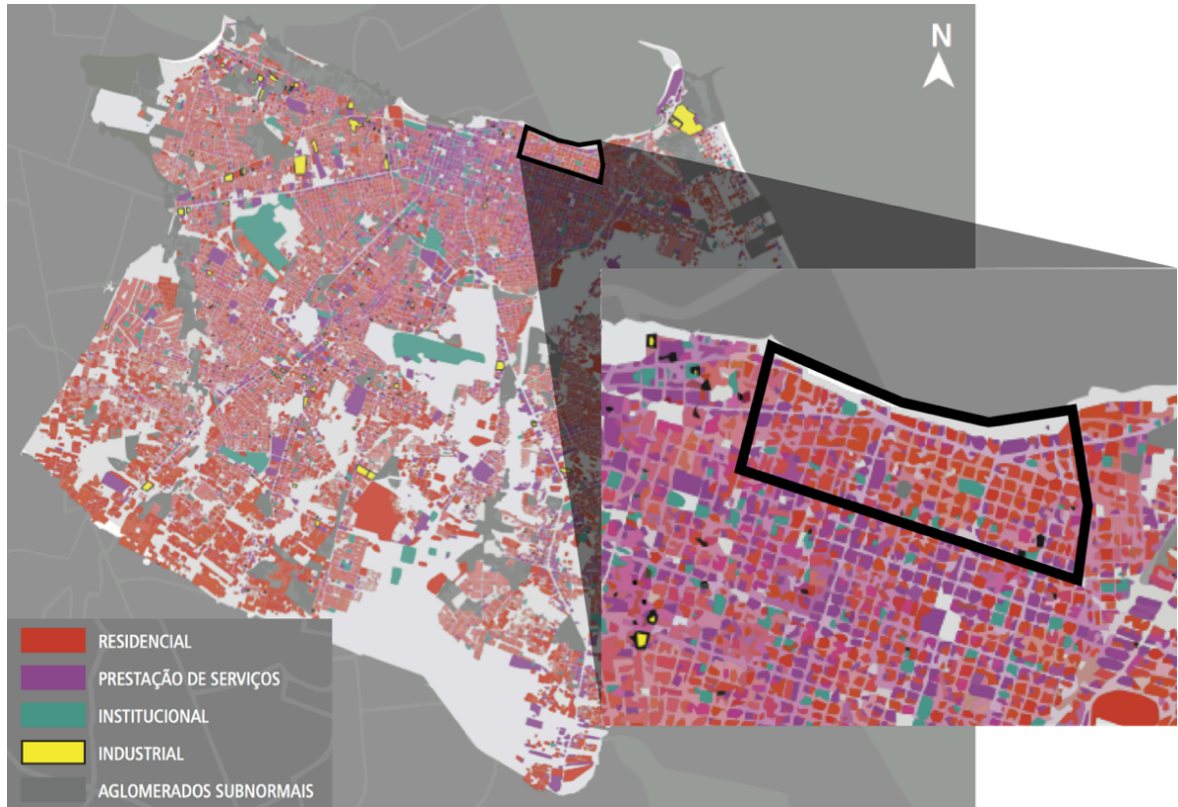 N
RESIDENCIAL
PRESTAÇÃO DE SERVIÇOS
INSTITUCIONAL
INDUSTRIAL
AGLOMERADOS SUBNORMAIS